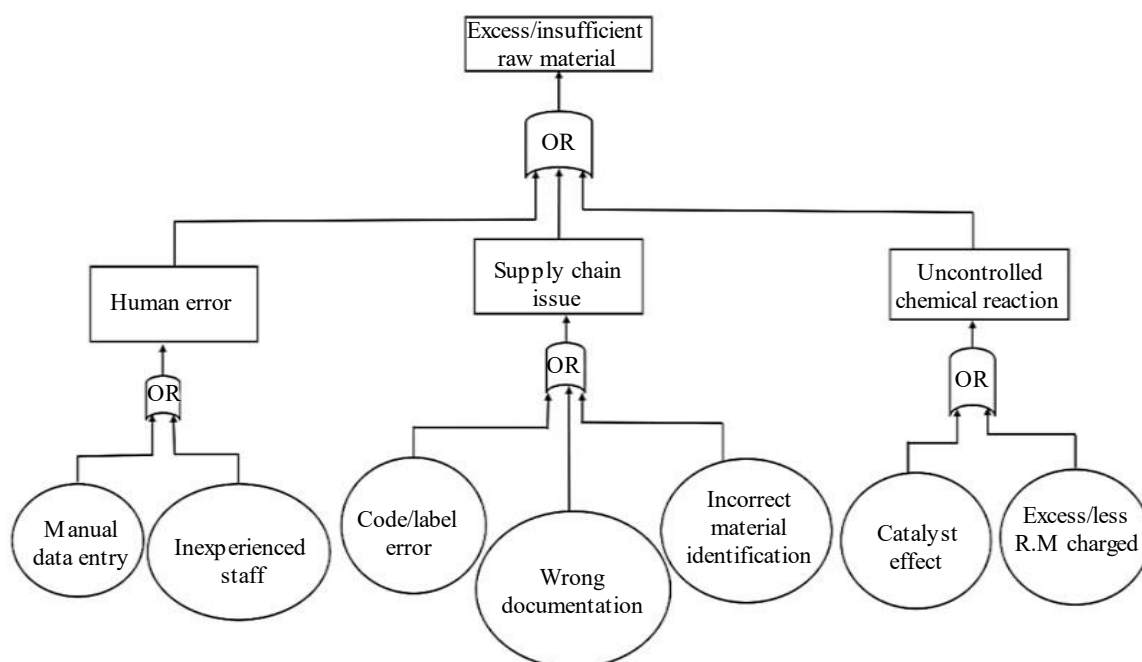 Excess/insufficient
raw material
OR
Human error
Supply chain
issue
Uncontrolled
chemical reaction
OR
OR
OR
Manual
data entry
Inexperienced
staff
Code/label
error
Wrong
documentation
Incorrect
material
identification
Catalyst
effect
Excess/less
R.M charged